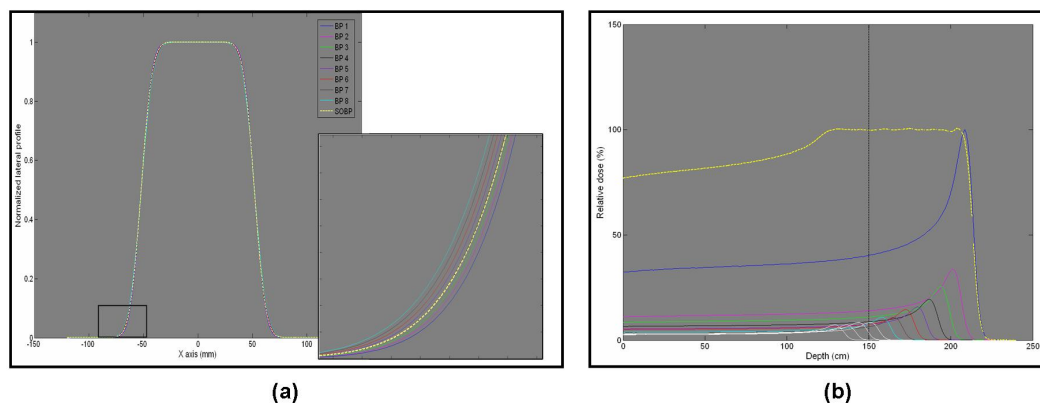 BP 1
BP 2
BP 3
BP 4
BP 5
BP 6
BP 7
BP 8
SOBP
1
0.8
0.6
0.4
0.2
0
Normalized lateral profile
-150
-100
-50
0
50
100
X axis (mm)
(a)
150
100
50
0
Relative dose (%)
0
50
100
150
200
250
Depth (cm)
(b)